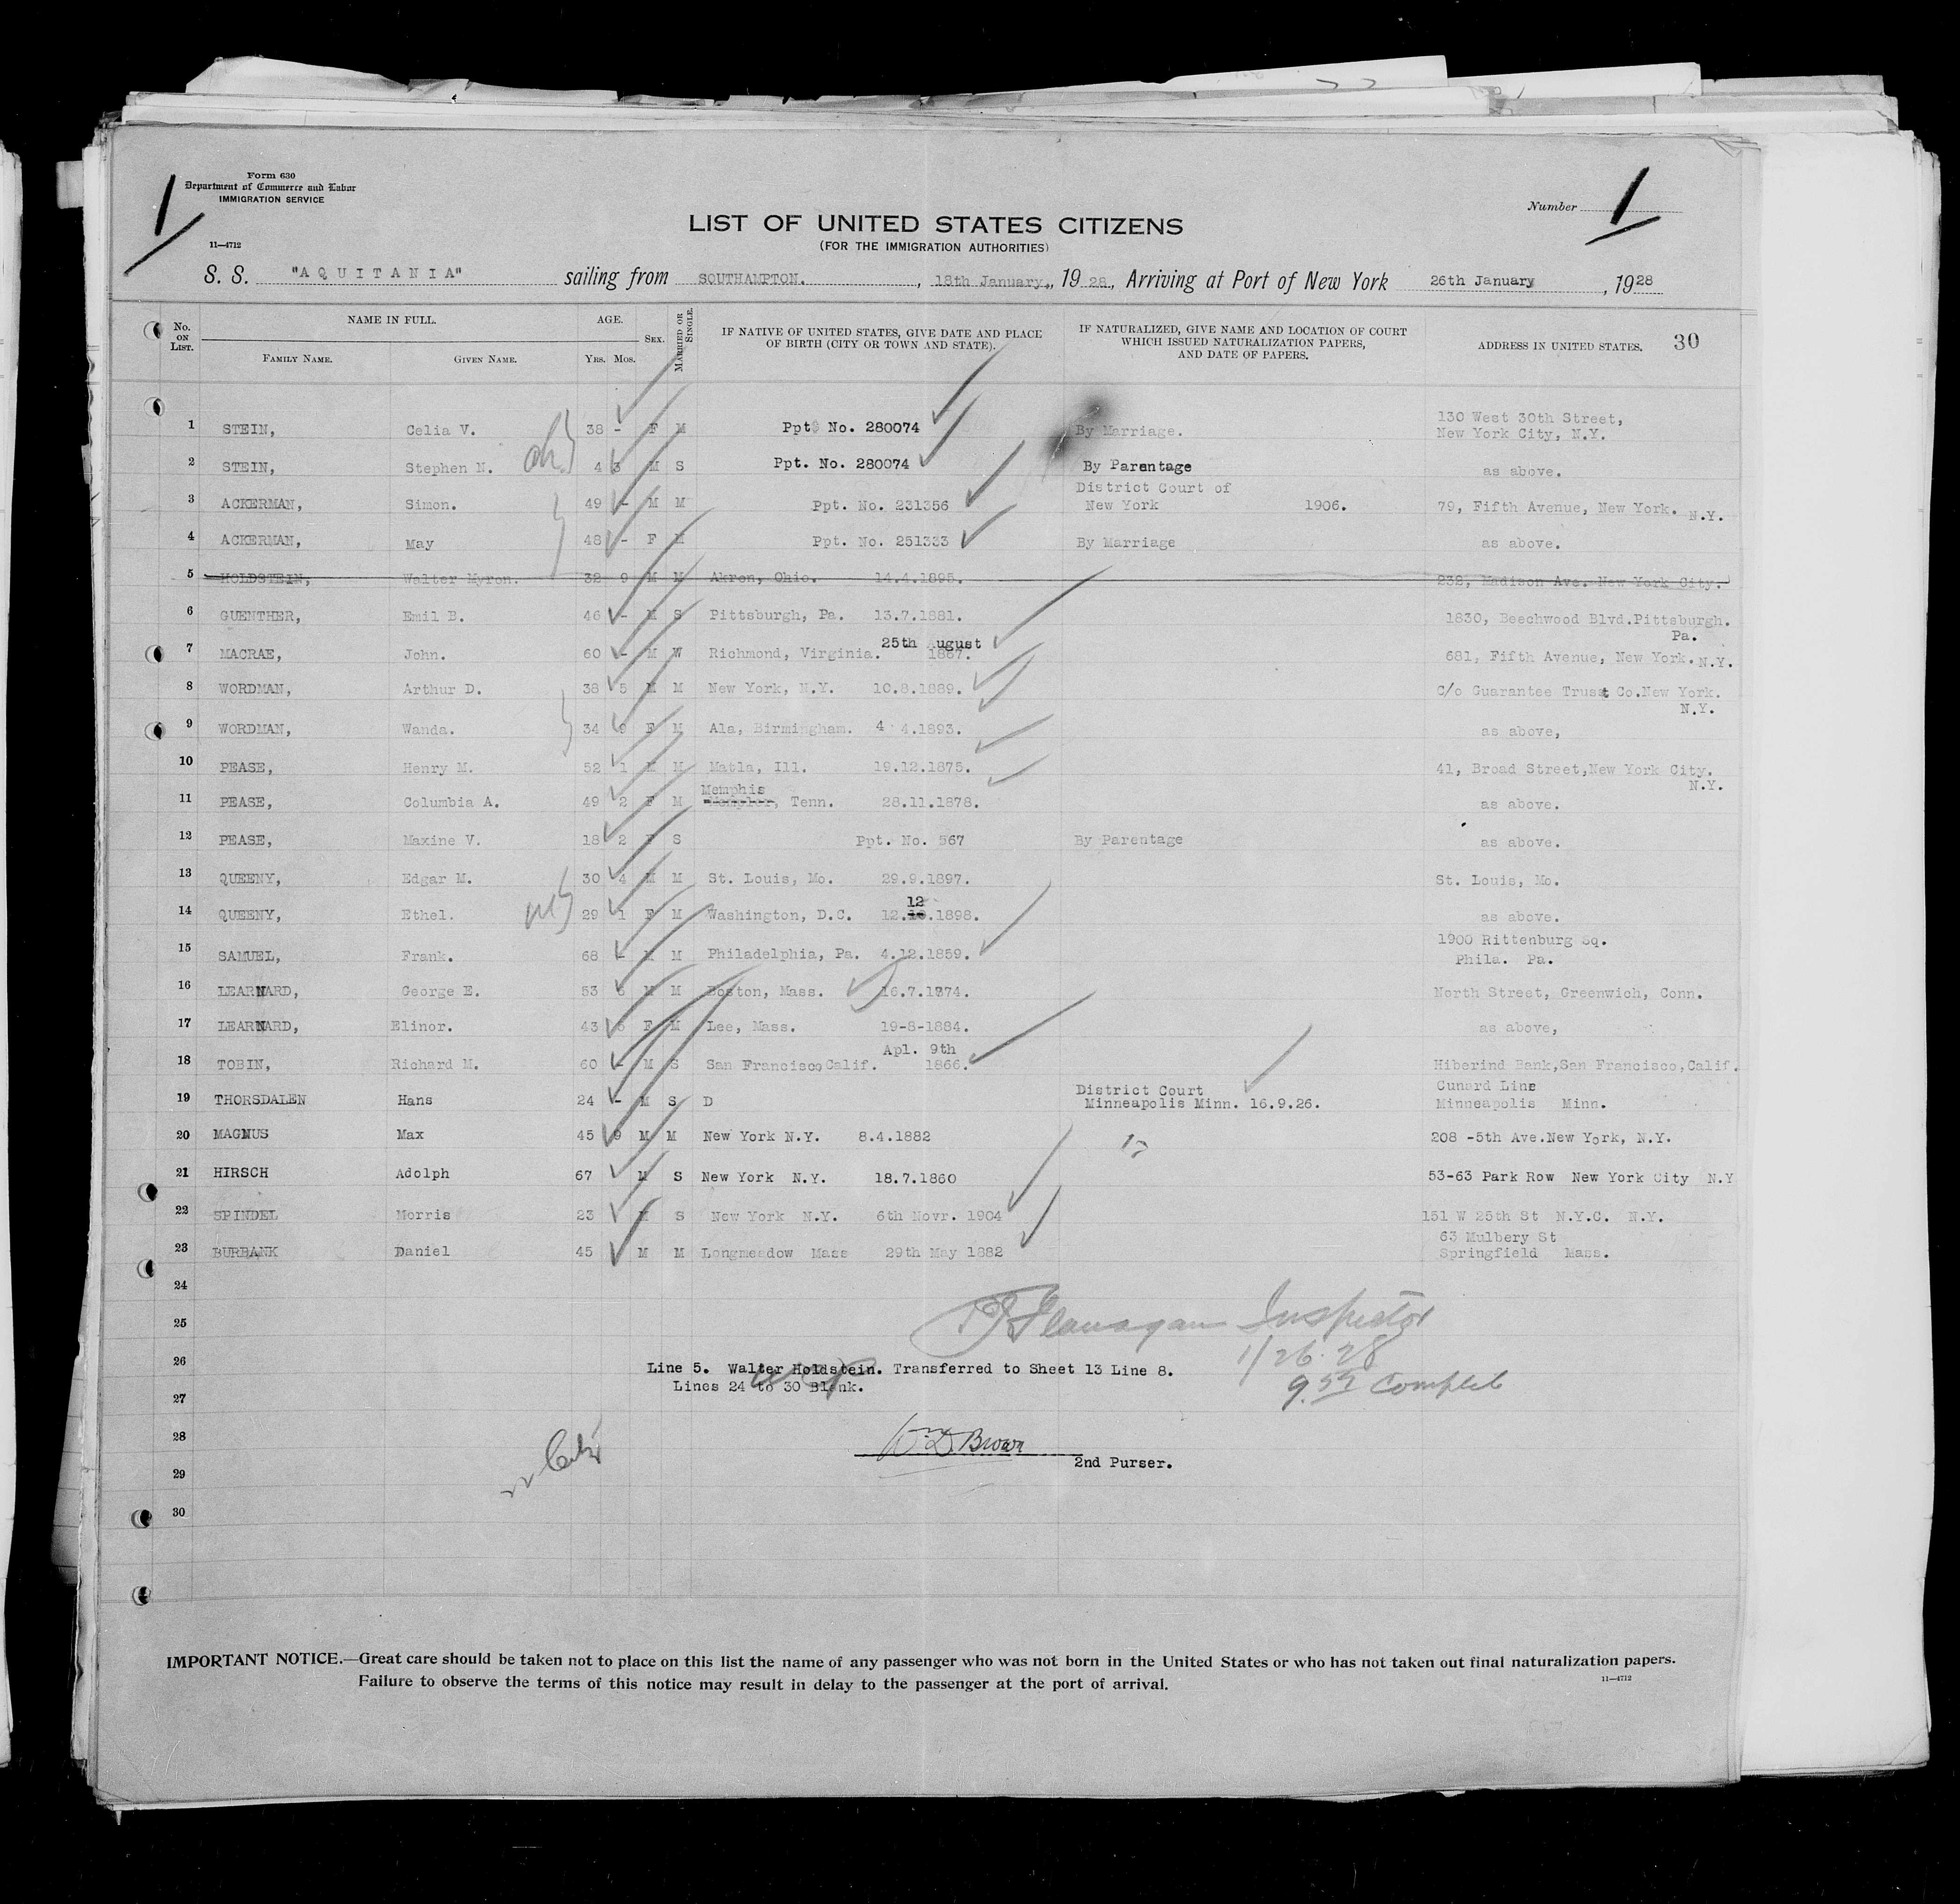 Form 630
Department of Commerce and Labor
IMMIGRATION SERVICE
1
Number 1
11—4712
LIST OF UNITED STATES CITIZENS
(FOR THE IMMIGRATION AUTHORITIES)
S. S. "AQUITANIA" sailing from SOUTHAMPTON. , 18th January, 1928, Arriving at Port of New York 26th January , 1928
No. ON LIST. NAME IN FULL. FAMILY NAME. GIVEN NAME. AGE. YRS. MOS. SEX. MARRIED OR SINGLE. IF NATIVE OF UNITED STATES, GIVE DATE AND PLACE OF BIRTH (CITY OR TOWN AND STATE). IF NATURALIZED, GIVE NAME AND LOCATION OF COURT WHICH ISSUED NATURALIZATION PAPERS, AND DATE OF PAPERS. ADDRESS IN UNITED STATES. 30
1 STEIN, Celia V. 38 - F M Ppt. No. 280074 By Marriage. 130 West 30th Street, New York City, N.Y.
2 STEIN, Stephen N. 4 3 M S Ppt. No. 280074 By Parentage as above.
3 ACKERMAN, Simon. 49 - M M Ppt. No. 231356 District Court of New York 1906. 79, Fifth Avenue, New York. N.Y.
4 ACKERMAN, May 48 - F M Ppt. No. 251333 By Marriage as above.
5 HOLDSTEIN, Walter Myron. 32 9 M M Akron, Ohio. 14.4.1895. 232, Madison Ave. New York City.
6 GUENTHER, Emil B. 46 - M S Pittsburgh, Pa. 13.7.1881. 1830, Beechwood Blvd.Pittsburgh. Pa.
7 MACRAE, John. 60 - M W Richmond, Virginia. 25th August 1867. 681, Fifth Avenue, New York. N.Y.
8 WORDMAN, Arthur D. 38 5 M M New York, N.Y. 10.8.1889. C/o Guarantee Trust Co.New York. N.Y.
9 WORDMAN, Wanda. 34 9 F M Ala, Birmingham. 4 4.1893. as above,
10 PEASE, Henry M. 52 1 M M Matla, Ill. 19.12.1875. 41, Broad Street,New York City. N.Y.
11 PEASE, Columbia A. 49 2 F M Memphis Templer, Tenn. 28.11.1878. as above.
12 PEASE, Maxine V. 18 2 F S Ppt. No. 567 By Parentage as above.
13 QUEENY, Edgar M. 30 4 M M St. Louis, Mo. 29.9.1897. St. Louis, Mo.
14 QUEENY, Ethel. 29 1 F M Washington, D.C. 12.12.1898. as above.
15 SAMUEL, Frank. 68 - M M Philadelphia, Pa. 4.12.1859. 1900 Rittenburg Sq. Phila. Pa.
16 LEARNARD, George E. 53 6 M M Boston, Mass. 16.7.1874. North Street, Greenwich, Conn.
17 LEARNARD, Elinor. 43 5 F M Lee, Mass. 19-8-1884. as above,
18 TOBIN, Richard M. 60 - M S San Francisco,Calif. Apl. 9th 1866. Hiberind Bank,San Francisco,Calif.
19 THORSDALEN Hans 24 - M S D District Court Minneapolis Minn. 16.9.26. Cunard Line Minneapolis Minn.
20 MAGNUS Max 45 9 M M New York N.Y. 8.4.1882 208 -5th Ave.New York, N.Y.
21 HIRSCH Adolph 67 M S New York N.Y. 18.7.1860 53-63 Park Row New York City N.Y
22 SPINDEL Morris 23 M S New York N.Y. 6th Novr. 1904 151 W 25th St N.Y.C. N.Y.
23 BURBANK Daniel 45 M M Longmeadow Mass 29th May 1882 63 Mulbery St Springfield Mass.
24
25 Flanagan Inspector
1/26.28
26 Line 5. Walter Holdstein. Transferred to Sheet 13 Line 8.
Lines 24 to 30 Blank.
Complete
27
28 Wm D. Brown
29 2nd Purser.
30
IMPORTANT NOTICE.—Great care should be taken not to place on this list the name of any passenger who was not born in the United States or who has not taken out final naturalization papers.
Failure to observe the terms of this notice may result in delay to the passenger at the port of arrival.
11—4712